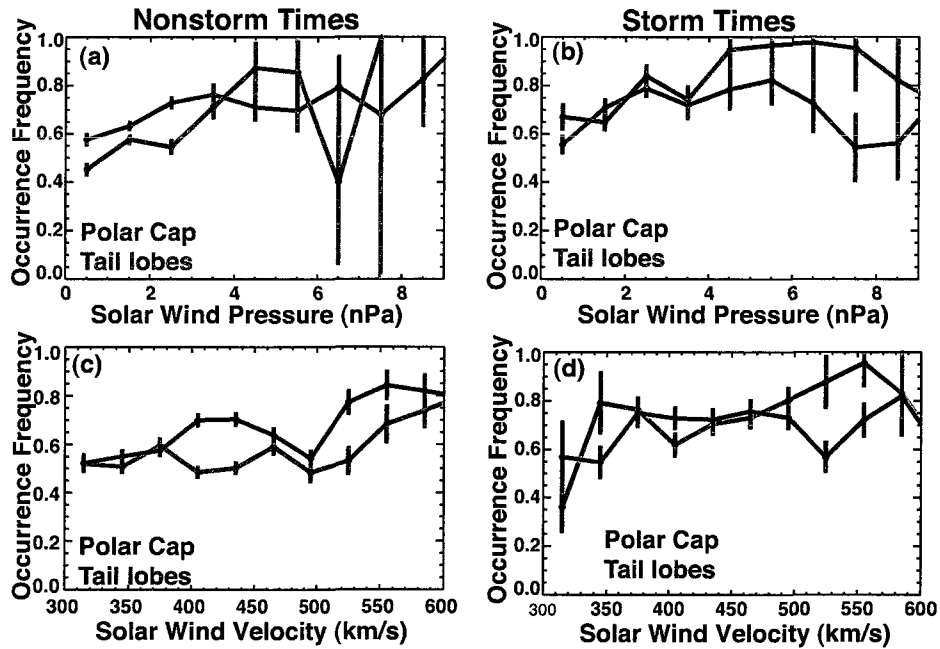 Nonstorm Times
Storm Times
Occurrence Frequency
1.0
0.8
0.6
0.4
0.2
0.0
(a)
Polar Cap
Tail lobes
0 2 4 6 8
Solar Wind Pressure (nPa)
Occurrence Frequency
1.0
0.8
0.6
0.4
0.2
0.0
(b)
Polar Cap
Tail lobes
0 2 4 6 8
Solar Wind Pressure (nPa)
Occurrence Frequency
1.0
0.8
0.6
0.4
0.2
0.0
(c)
Polar Cap
Tail lobes
300 350 400 450 500 550 600
Solar Wind Velocity (km/s)
Occurrence Frequency
1.0
0.8
0.6
0.4
0.2
0.0
(d)
Polar Cap
Tail lobes
300 350 400 450 500 550 600
Solar Wind Velocity (km/s)